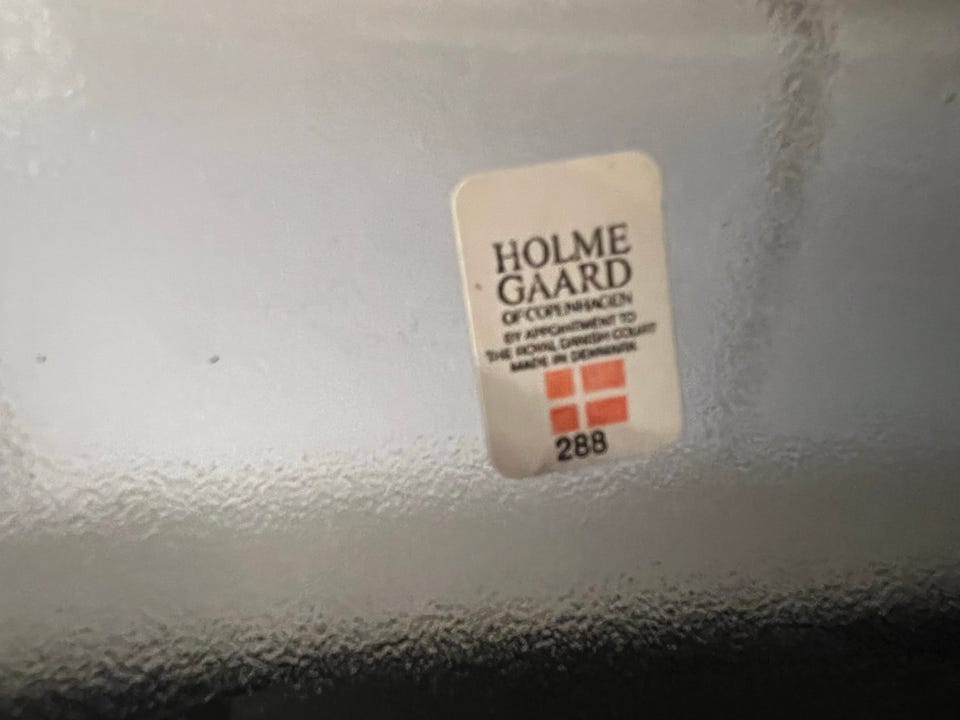 HOLME
GAARD
OF COPENHAGEN
BY APPOINTMENT TO
THE ROYAL DANISH COURT
MADE IN DENMARK
288